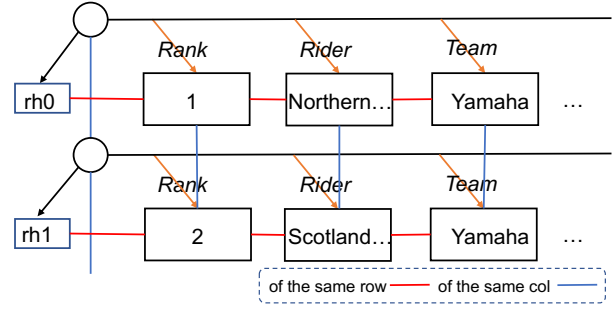 Rank Rider Team
rh0 1 Northern… Yamaha …
Rank Rider Team
rh1 2 Scotland… Yamaha …
of the same row of the same col